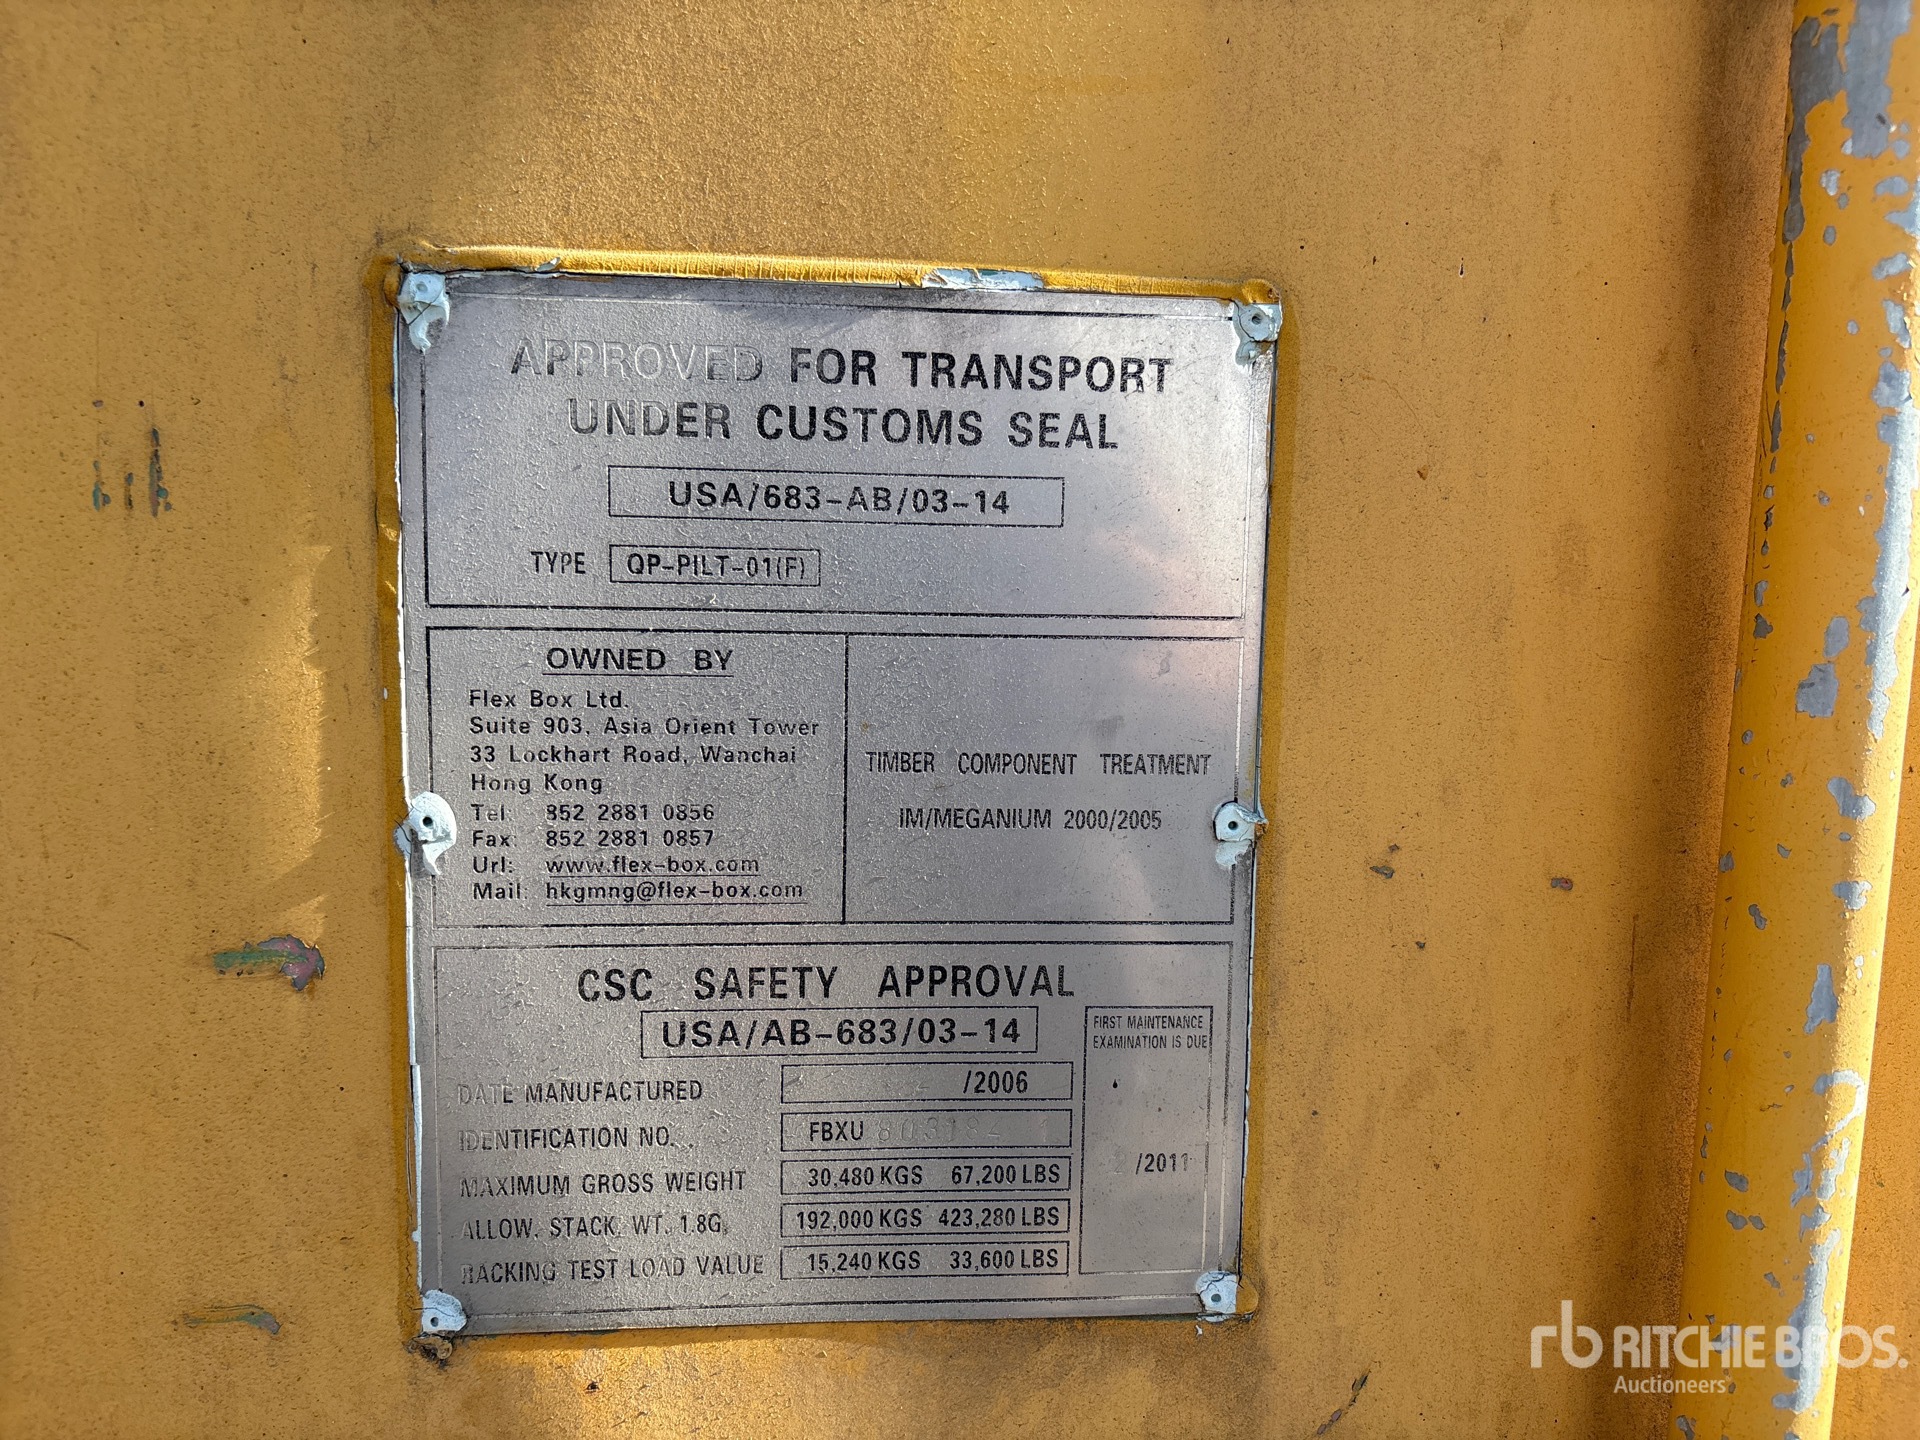 APPROVED FOR TRANSPORT
UNDER CUSTOMS SEAL
USA/683-AB/03-14
TYPE QP-PILT-01(F)
OWNED BY
Flex Box Ltd.
Suite 903, Asia Orient Tower
33 Lockhart Road, Wanchai
Hong Kong
Tel: 852 2881 0856
Fax: 852 2881 0857
Url: www.flex-box.com
Mail: hkgmng@flex-box.com
TIMBER COMPONENT TREATMENT
IM/MEGANIUM 2000/2005
CSC SAFETY APPROVAL
USA/AB-683/03-14
DATE MANUFACTURED /2006
IDENTIFICATION NO. FBXU
MAXIMUM GROSS WEIGHT 30,480 KGS 67,200 LBS
ALLOW. STACK. WT. 1.8G. 192,000 KGS 423,280 LBS
RACKING TEST LOAD VALUE 15,240 KGS 33,600 LBS
FIRST MAINTENANCE
EXAMINATION IS DUE
/2011
rb RITCHIE BROS.
Auctioneers